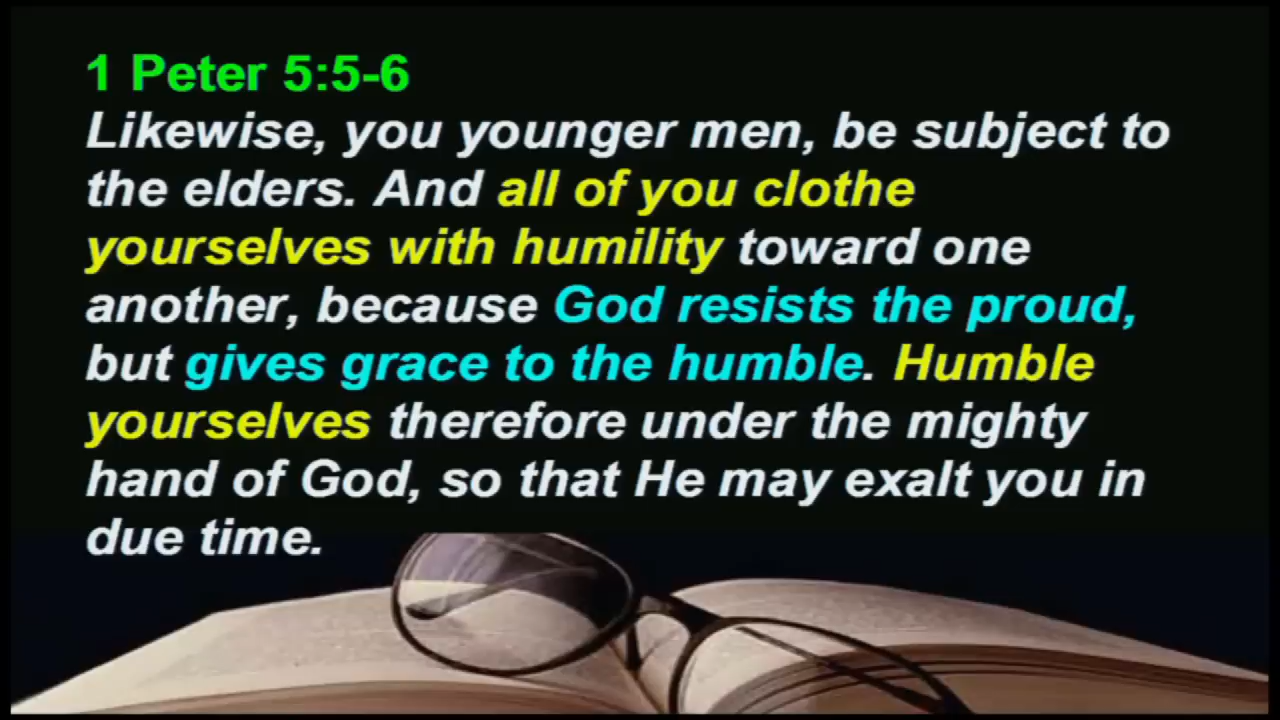 1 Peter 5:5-6
Likewise, you younger men, be subject to
the elders. And all of you clothe
yourselves with humility toward one
another, because God resists the proud,
but gives grace to the humble. Humble
yourselves therefore under the mighty
hand of God, so that He may exalt you in
due time.